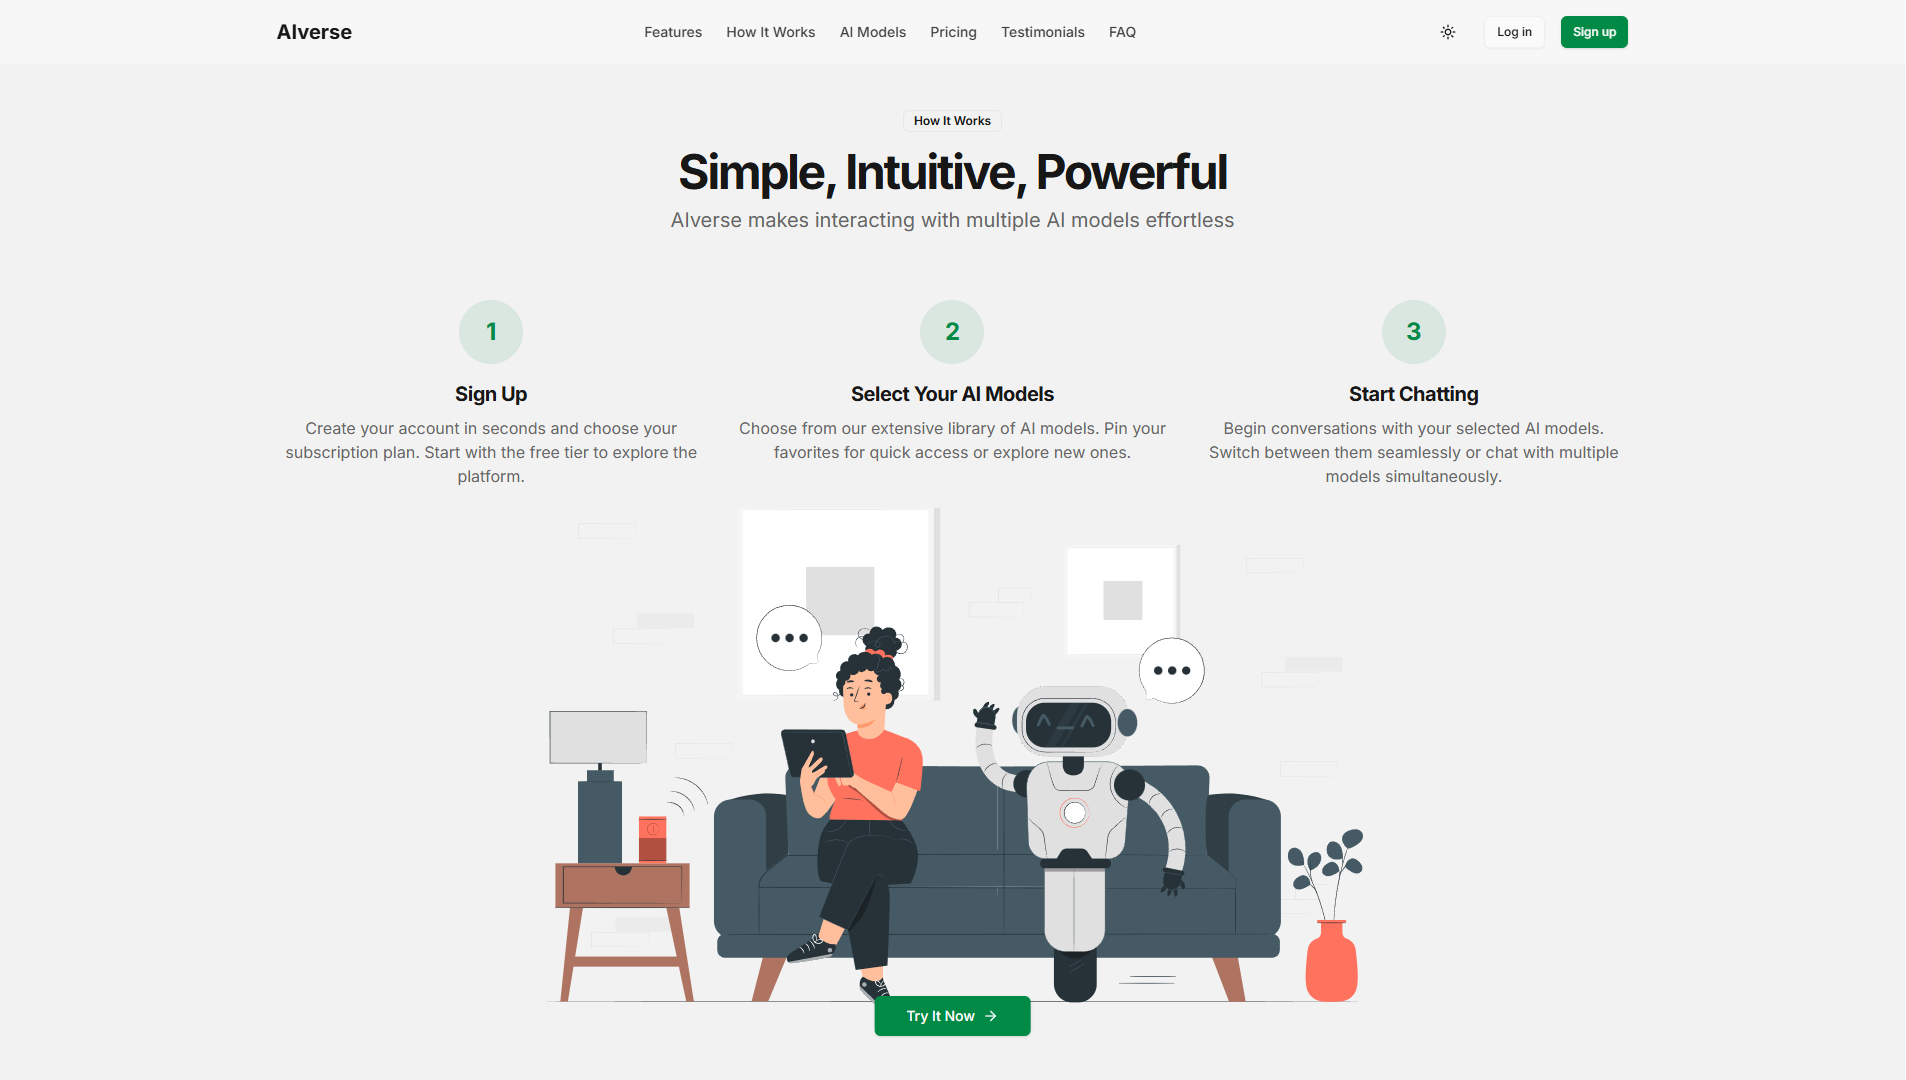 AIverse
Features How It Works AI Models Pricing Testimonials FAQ
Log in
Sign up
How It Works
Simple, Intuitive, Powerful
AIverse makes interacting with multiple AI models effortless
1
Sign Up
Create your account in seconds and choose your
subscription plan. Start with the free tier to explore the
platform.
2
Select Your AI Models
Choose from our extensive library of AI models. Pin your
favorites for quick access or explore new ones.
3
Start Chatting
Begin conversations with your selected AI models.
Switch between them seamlessly or chat with multiple
models simultaneously.
Try It Now